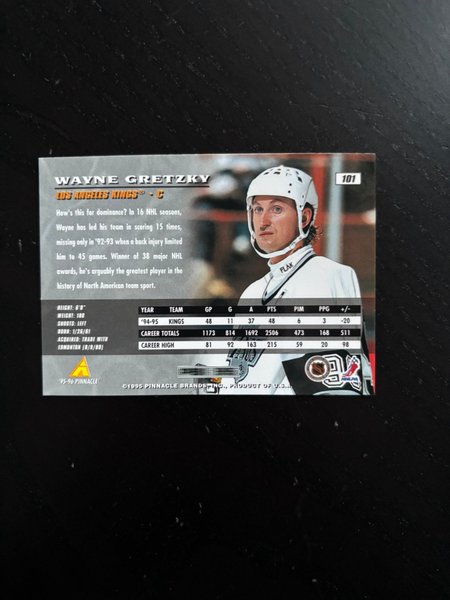 WAYNE GRETZKY
101
LOS ANGELES KINGS® - C
How's this for dominance? In 16 NHL seasons,
Wayne has led his team in scoring 15 times,
missing only in '92-93 when a back injury limited
him to 45 games. Winner of 38 major NHL
awards, he's arguably the greatest player in the
history of North American team sport.
FLAK
HEIGHT: 6'0"
WEIGHT: 180
SHOOTS: LEFT
BORN: 1/26/61
ACQUIRED: TRADE WITH
EDMONTON (8/9/88)
YEAR TEAM GP G A PTS PIM PPG +/-
'94-95 KINGS 48 11 37 48 6 3 -20
CAREER TOTALS 1173 814 1692 2506 473 168 511
CAREER HIGH 81 92 163 215 59 20 98
'95-96 PINNACLE
©1995 PINNACLE BRANDS, INC., PRODUCT OF U.S.A.